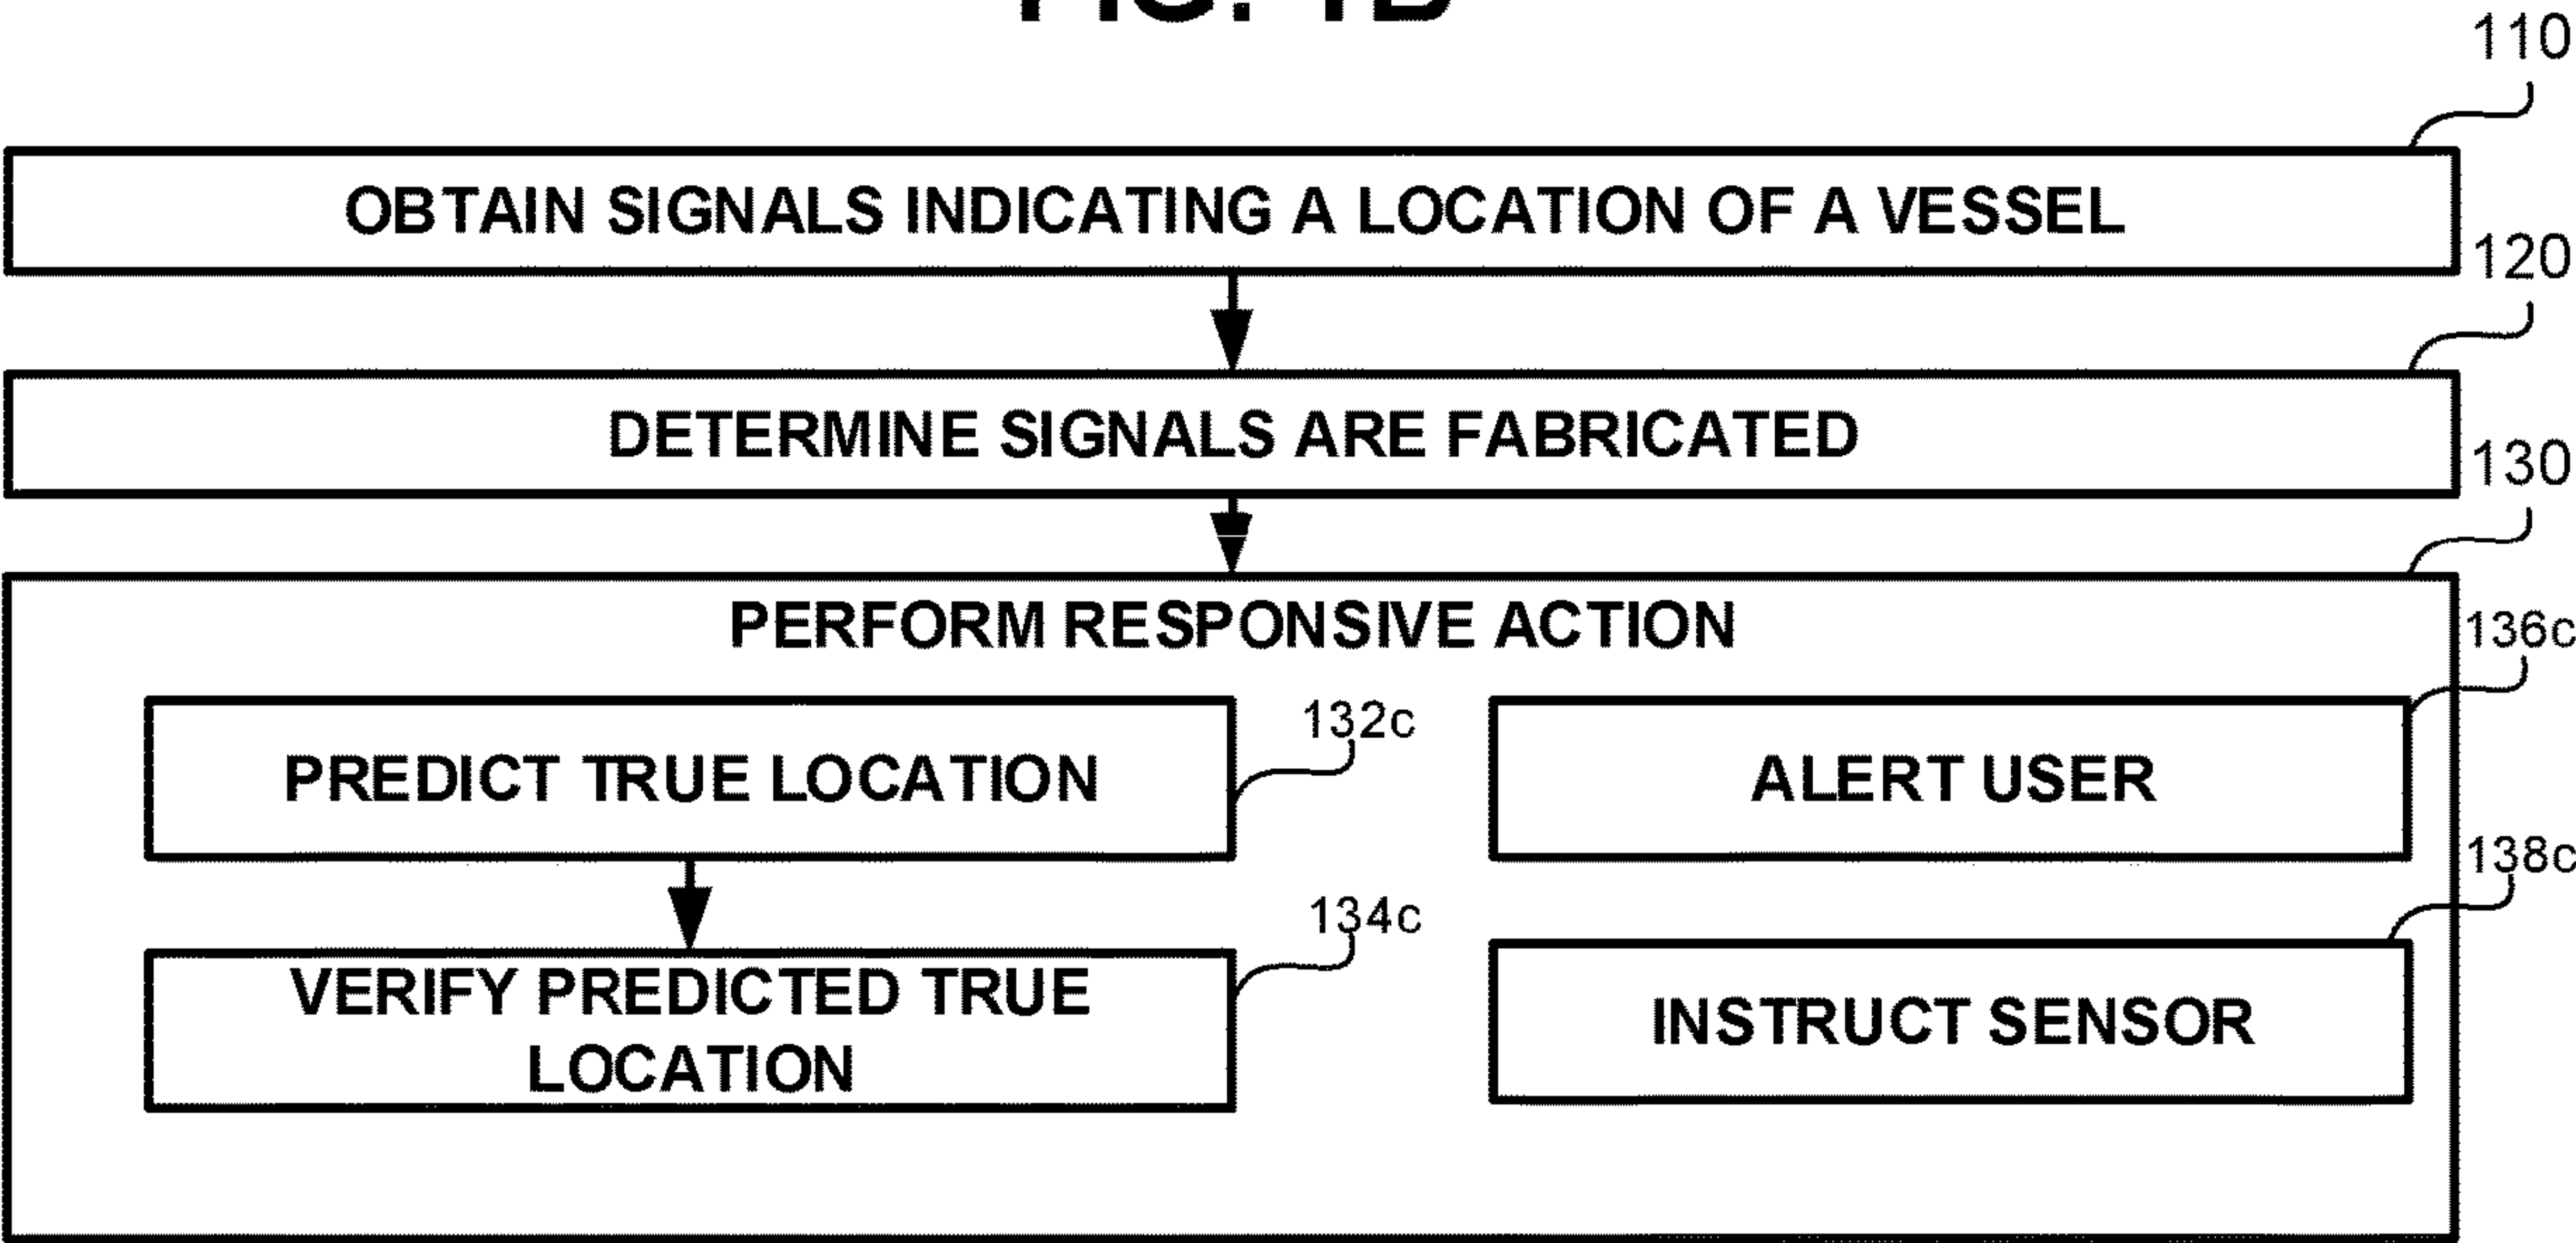 110
OBTAIN SIGNALS INDICATING A LOCATION OF A VESSEL
120
DETERMINE SIGNALS ARE FABRICATED
130
PERFORM RESPONSIVE ACTION
136c
132c
PREDICT TRUE LOCATION
ALERT USER
138c
134c
VERIFY PREDICTED TRUE
LOCATION
INSTRUCT SENSOR